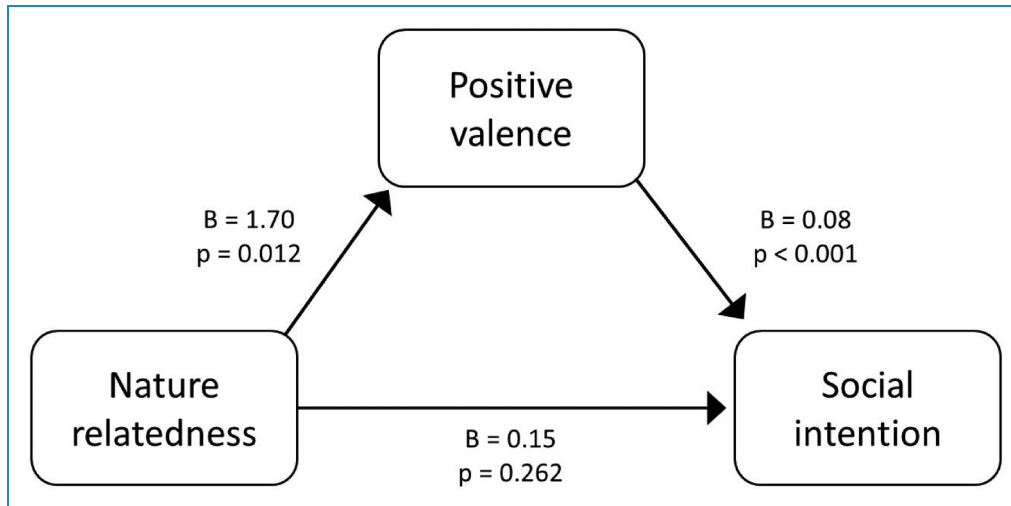 Positive
valence
B = 1.70
p = 0.012
B = 0.08
p < 0.001
Nature
relatedness
B = 0.15
p = 0.262
Social
intention